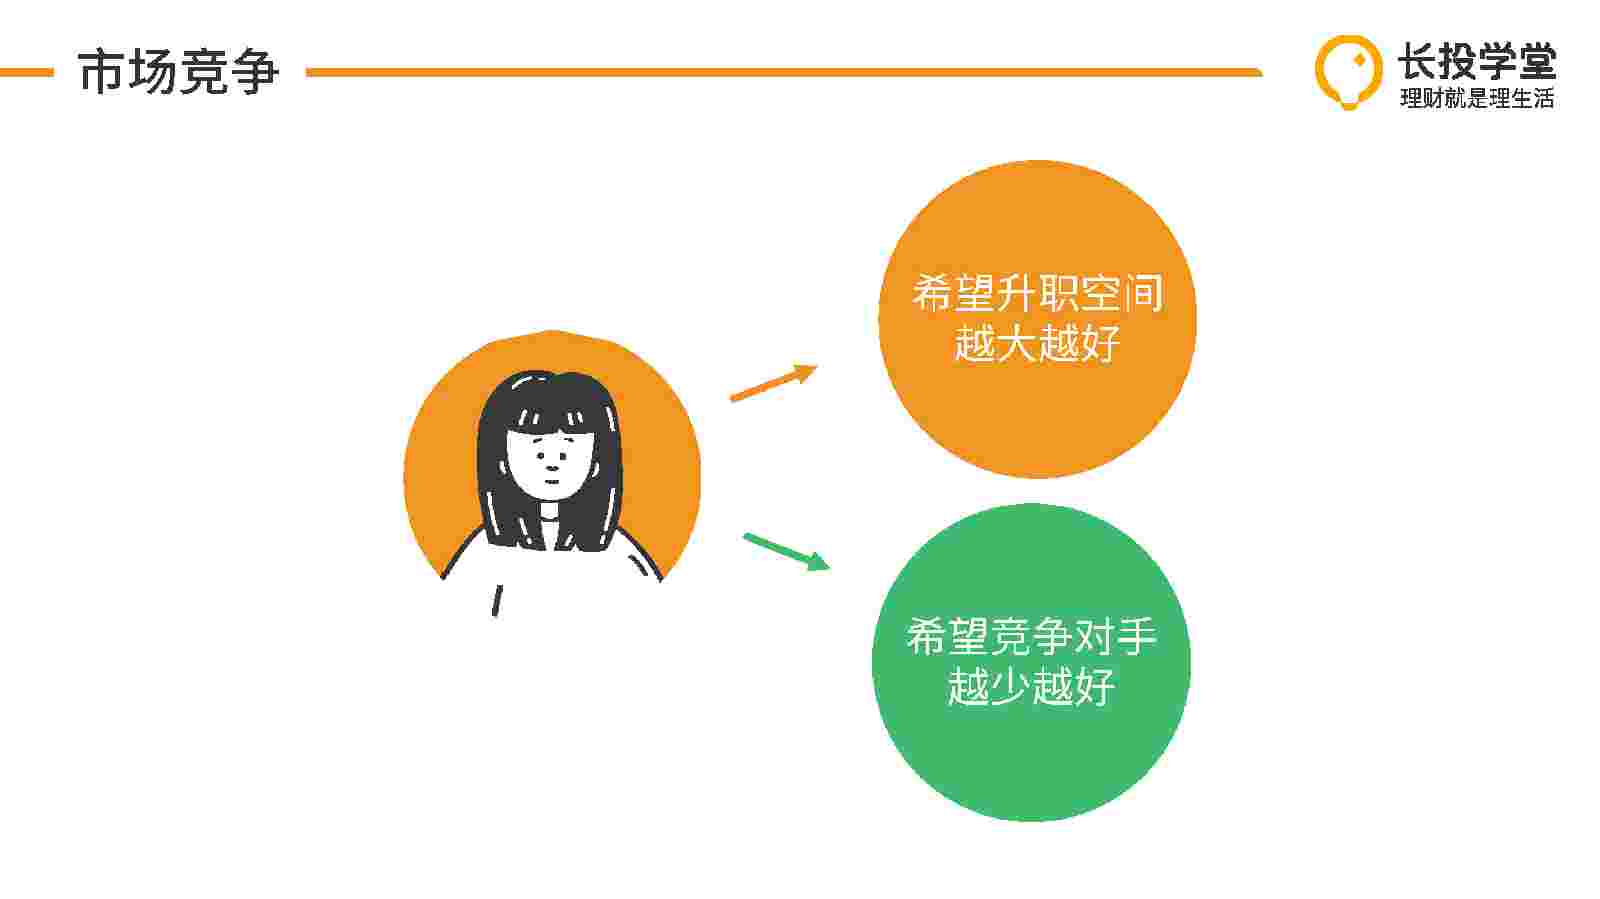 市场竞争
长投学堂
理财就是理生活
希望升职空间
越大越好
希望竞争对手
越少越好